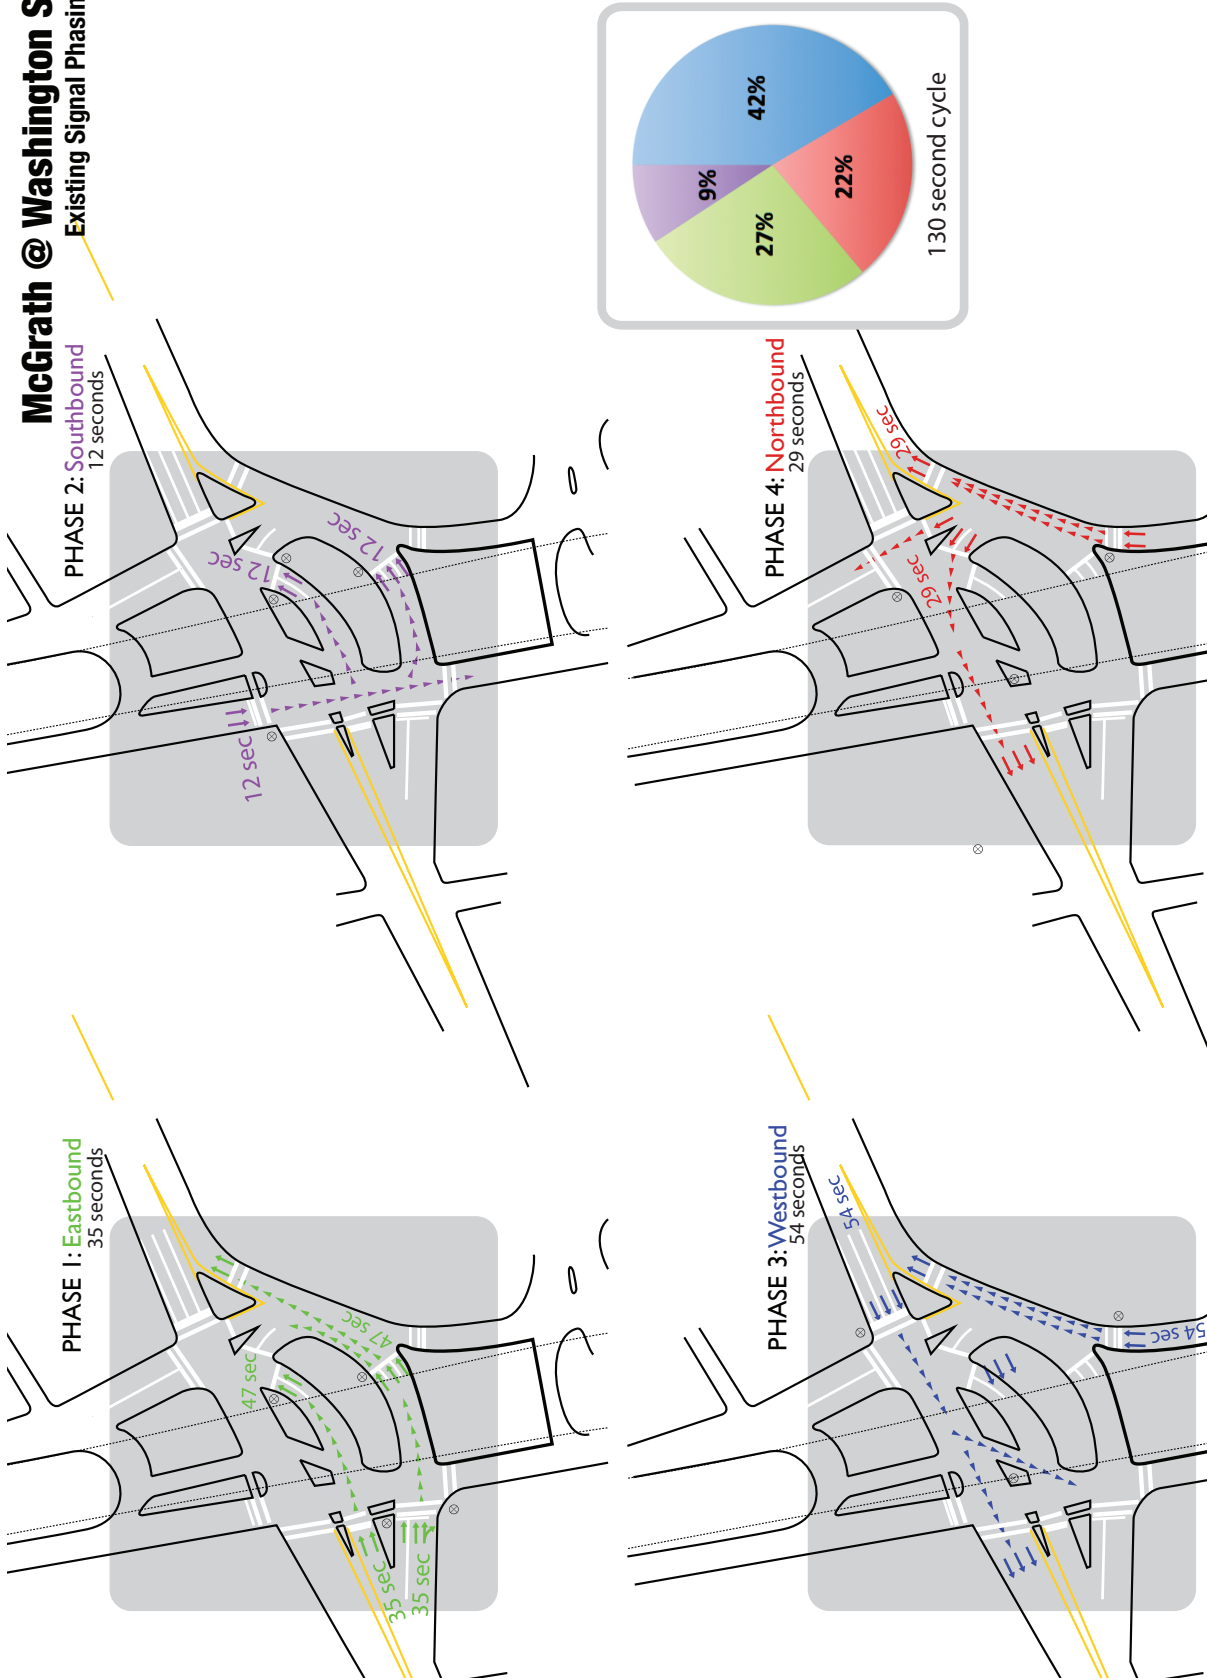 McGrath @ Washington S
Existing Signal Phasin
PHASE 1: Eastbound
35 seconds
47 sec
47 sec
35 sec
35 sec
PHASE 2: Southbound
12 seconds
12 sec
12 sec
12 sec
PHASE 3: Westbound
54 seconds
54 sec
54 sec
PHASE 4: Northbound
29 seconds
29 sec
29 sec
9%
42%
27%
22%
130 second cycle